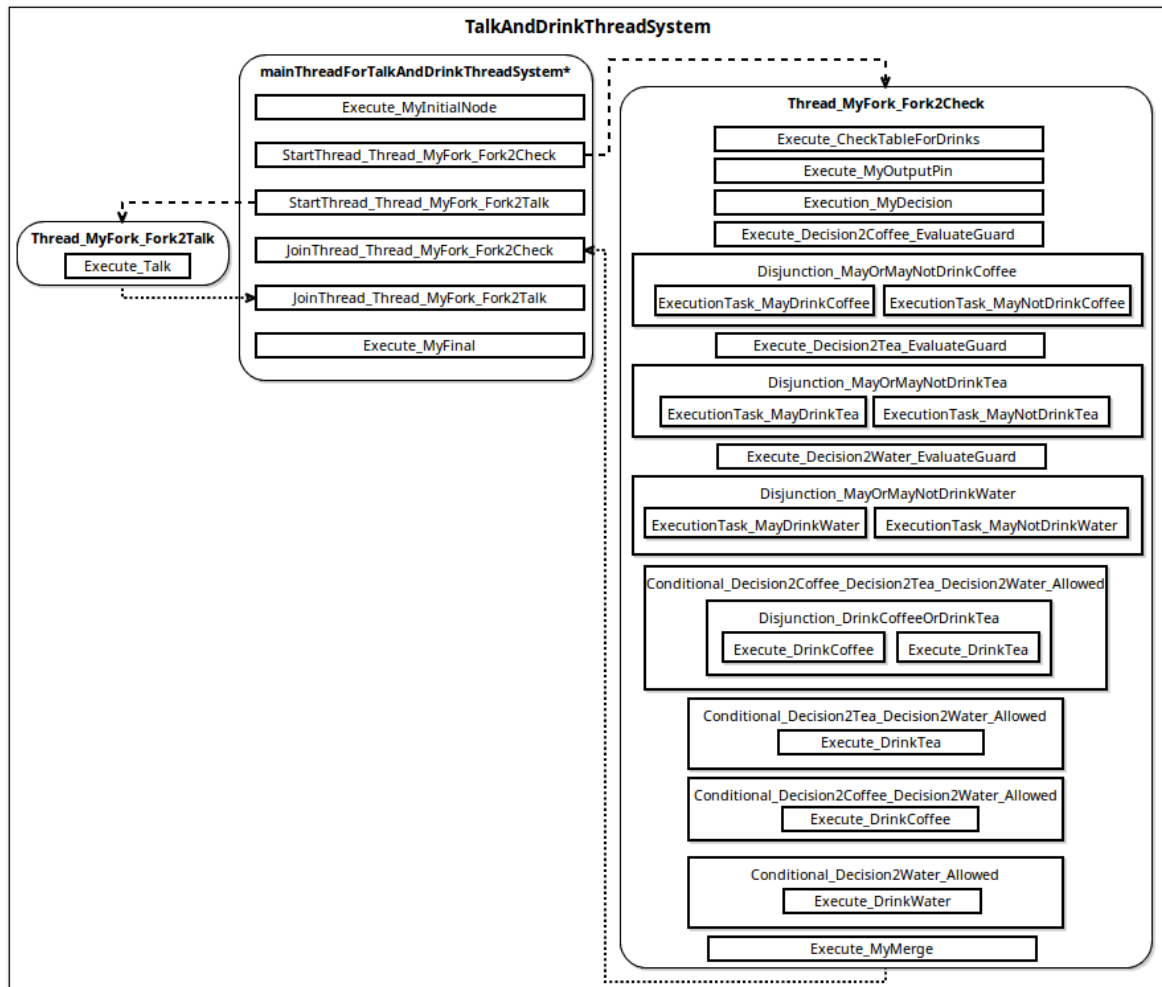 TalkAndDrinkThreadSystem
mainThreadForTalkAndDrinkThreadSystem*
Execute_MyInitialNode
StartThread_Thread_MyFork_Fork2Check
StartThread_Thread_MyFork_Fork2Talk
JoinThread_Thread_MyFork_Fork2Check
JoinThread_Thread_MyFork_Fork2Talk
Execute_MyFinal
Thread_MyFork_Fork2Talk
Execute_Talk
Thread_MyFork_Fork2Check
Execute_CheckTableForDrinks
Execute_MyOutputPin
Execution_MyDecision
Execute_Decision2Coffee_EvaluateGuard
Disjunction_MayOrMayNotDrinkCoffee
ExecutionTask_MayDrinkCoffee ExecutionTask_MayNotDrinkCoffee
Execute_Decision2Tea_EvaluateGuard
Disjunction_MayOrMayNotDrinkTea
ExecutionTask_MayDrinkTea ExecutionTask_MayNotDrinkTea
Execute_Decision2Water_EvaluateGuard
Disjunction_MayOrMayNotDrinkWater
ExecutionTask_MayDrinkWater ExecutionTask_MayNotDrinkWater
Conditional_Decision2Coffee_Decision2Tea_Decision2Water_Allowed
Disjunction_DrinkCoffeeOrDrinkTea
Execute_DrinkCoffee Execute_DrinkTea
Conditional_Decision2Tea_Decision2Water_Allowed
Execute_DrinkTea
Conditional_Decision2Coffee_Decision2Water_Allowed
Execute_DrinkCoffee
Conditional_Decision2Water_Allowed
Execute_DrinkWater
Execute_MyMerge